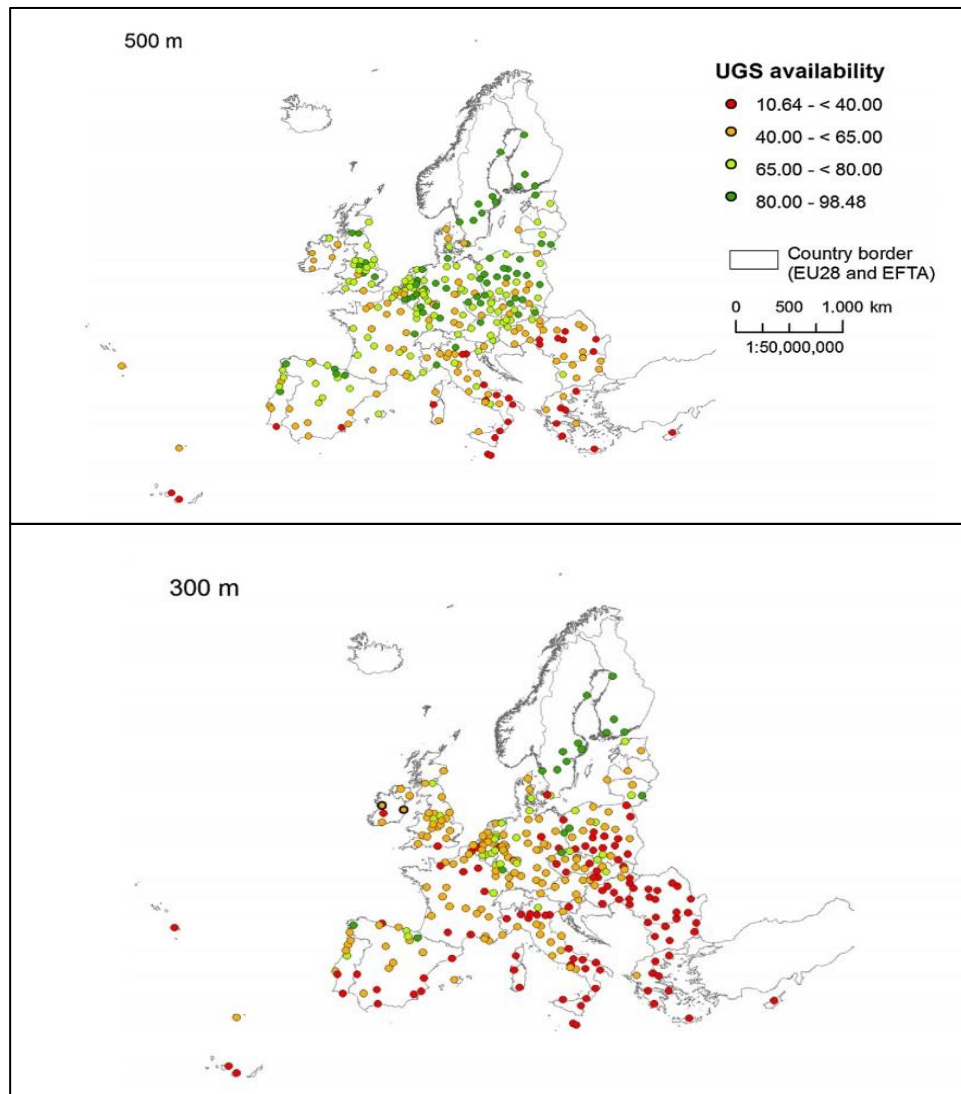 500 m
UGS availability
10.64 - < 40.00
40.00 - < 65.00
65.00 - < 80.00
80.00 - 98.48
Country border
(EU28 and EFTA)
0 500 1.000 km
1:50,000,000
300 m